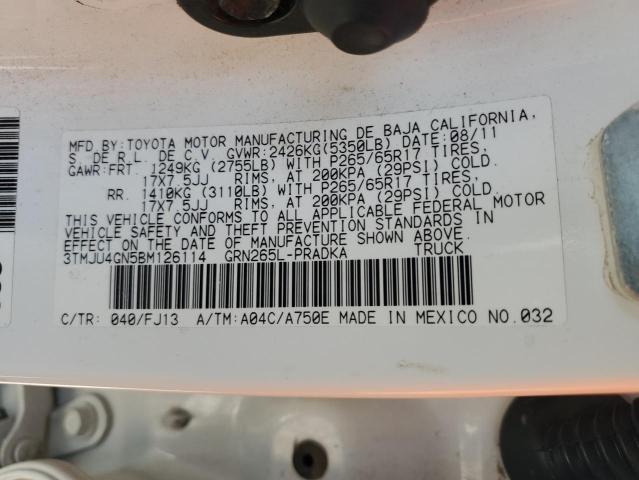 MFD. BY: TOYOTA MOTOR MANUFACTURING DE BAJA CALIFORNIA,
S. DE R.L. DE C.V. GVWR: 2426KG(5350LB) DATE: 08/11
GAWR:FRT. 1249KG (2755LB) WITH P265/65R17 TIRES,
17X7.5JJ RIMS, AT 200KPA (29PSI) COLD.
RR. 1410KG (3110LB) WITH P265/65R17 TIRES,
17X7.5JJ RIMS, AT 200KPA (29PSI) COLD.
THIS VEHICLE CONFORMS TO ALL APPLICABLE FEDERAL MOTOR
VEHICLE SAFETY AND THEFT PREVENTION STANDARDS IN
EFFECT ON THE DATE OF MANUFACTURE SHOWN ABOVE.
3TMJU4GN5BM126114 GRN265L-PRADKA TRUCK
C/TR: 040/FJ13 A/TM: A04C/A750E MADE IN MEXICO NO.032